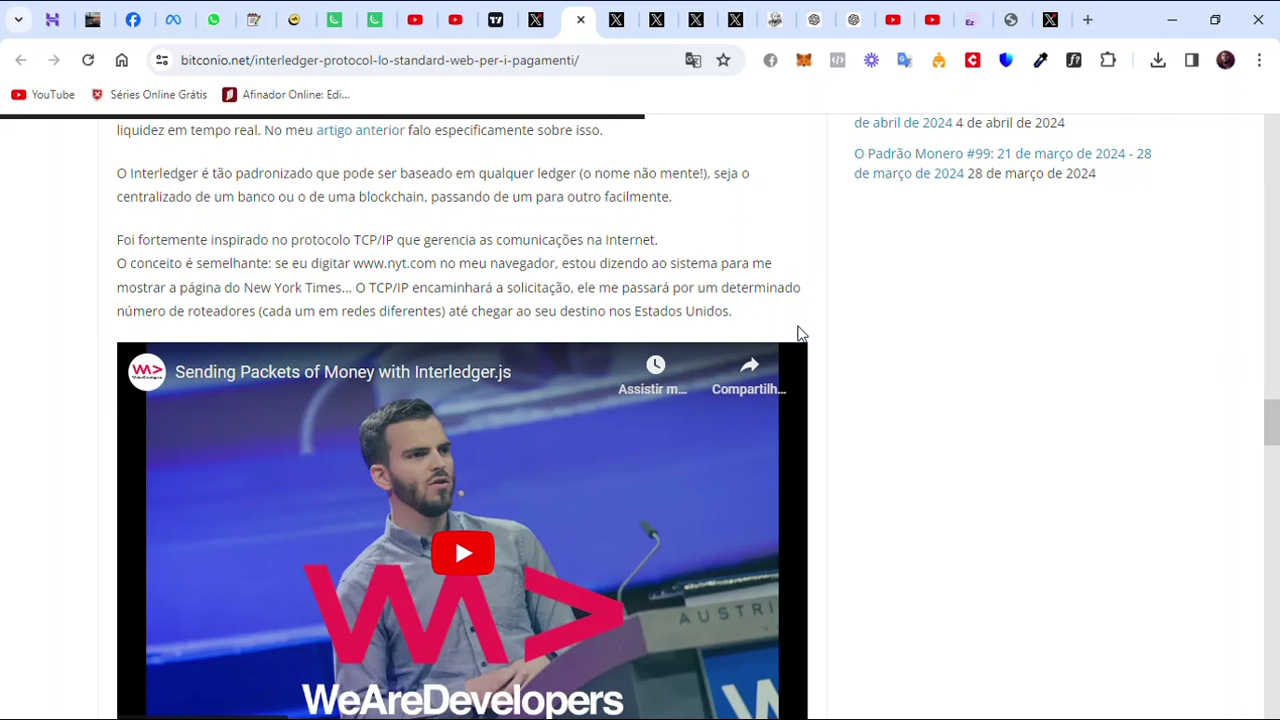 bitconio.net/interledger-protocol-lo-standard-web-per-i-pagamenti/
YouTube
Séries Online Grátis
Afinador Online: Edi...
liquidez em tempo real. No meu artigo anterior falo especificamente sobre isso.
O Interledger é tão padronizado que pode ser baseado em qualquer ledger (o nome não mente!), seja o
centralizado de um banco ou o de uma blockchain, passando de um para outro facilmente.
Foi fortemente inspirado no protocolo TCP/IP que gerencia as comunicações na Internet.
O conceito é semelhante: se eu digitar www.nyt.com no meu navegador, estou dizendo ao sistema para me
mostrar a página do New York Times... O TCP/IP encaminhará a solicitação, ele me passará por um determinado
número de roteadores (cada um em redes diferentes) até chegar ao seu destino nos Estados Unidos.
Sending Packets of Money with Interledger.js
Assistir m...
Compartilh...
AUSTRI
WeAreDevelopers
de abril de 2024 4 de abril de 2024
O Padrão Monero #99: 21 de março de 2024 - 28
de março de 2024 28 de março de 2024